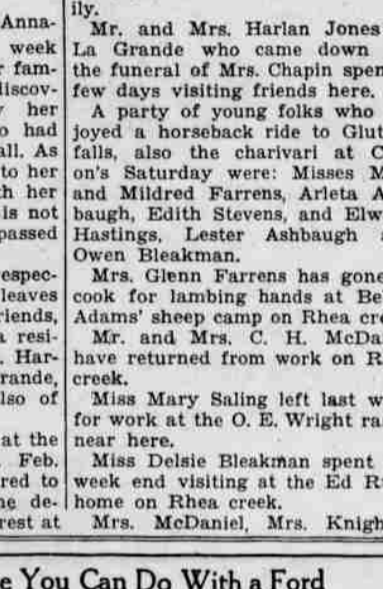 Anna-
week
fam-
discov-
her
had
all. As
to her
her
is not
passed
respec-
leaves
friends,
resi-
Har-
Grande,
also of
at the
Feb.
red to
de-
rest at
ily.
Mr. and Mrs. Harlan Jones
La Grande who came down
the funeral of Mrs. Chapin spen
few days visiting friends here.
A party of young folks who
joyed a horseback ride to Glut
falls, also the charivari at C
on's Saturday were: Misses M
and Mildred Farrens, Arleta A
baugh, Edith Stevens, and Elw
Hastings, Lester Ashbaugh
Owen Bleakman.
Mrs. Glenn Farrens has gone
cook for lambing hands at Be
Adams' sheep camp on Rhea cre
Mr. and Mrs. C. H. McDa
have returned from work on R
creek.
Miss Mary Saling left last w
for work at the O. E. Wright ra
near here.
Miss Delsie Bleakman spent
week end visiting at the Ed R
home on Rhea creek.
Mrs. McDaniel, Mrs. Knigh
e You Can Do With a Ford